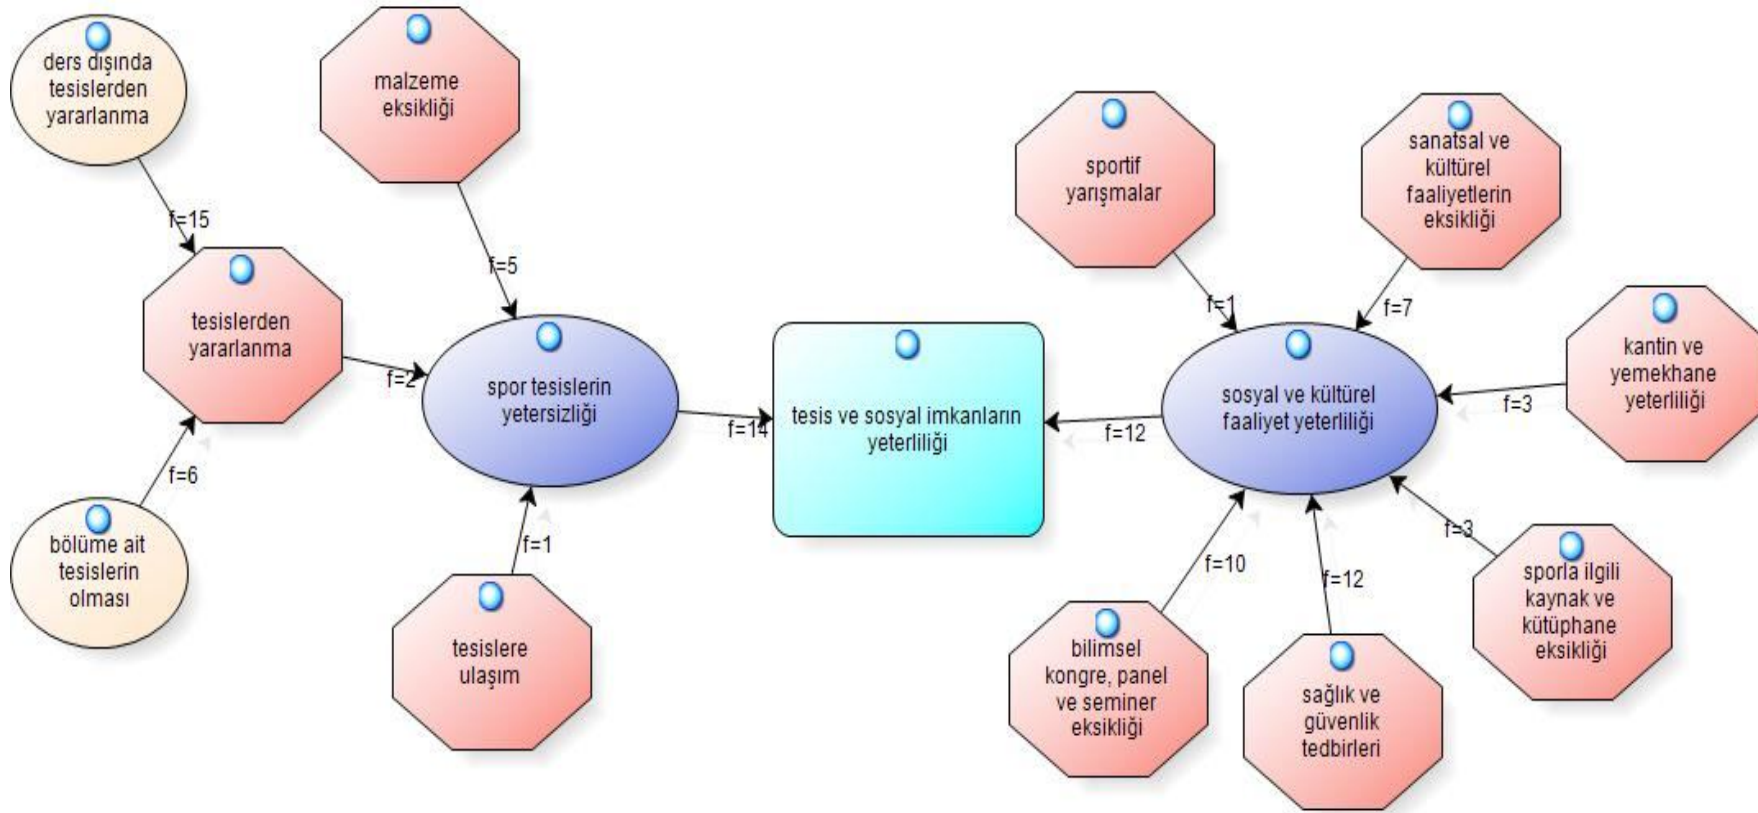 ders dışında
tesislerden
yararlanma
malzeme
eksikliği
sportif
yarışmalar
sanatsal ve
kültürel
faaliyetlerin
eksikliği
f=15
f=5
f=1
f=7
tesislerden
yararlanma
f=2
spor tesislerin
yetersizliği
f=14
tesis ve sosyal imkanların
yeterliliği
f=12
sosyal ve kültürel
faaliyet yeterliliği
f=3
kantin ve
yemekhane
yeterliliği
f=6
bölüme ait
tesislerin
olması
f=1
tesislere
ulaşım
f=10
bilimsel
kongre, panel
ve seminer
eksikliği
f=12
sağlık ve
güvenlik
tedbirleri
f=3
sporla ilgili
kaynak ve
kütüphane
eksikliği